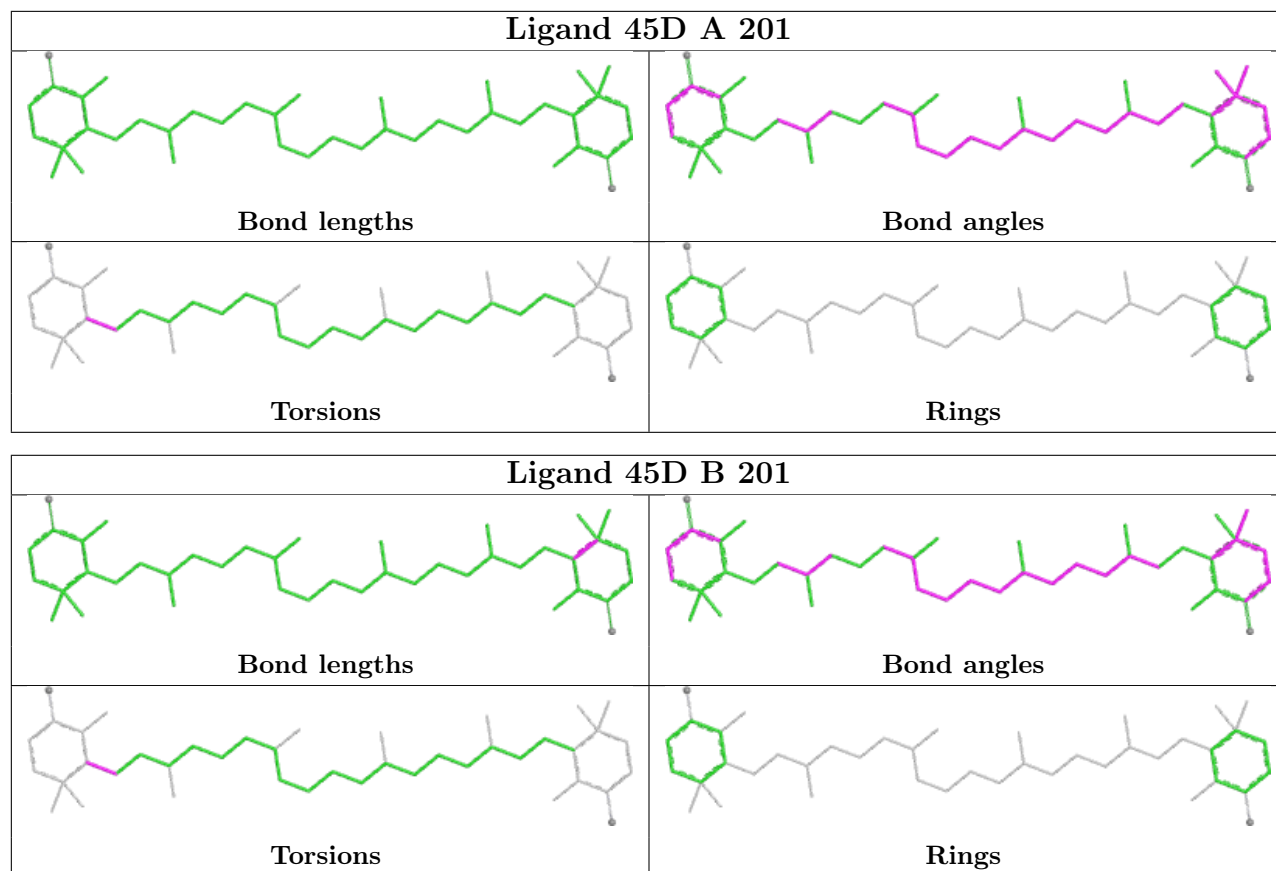 Ligand 45D A 201
Bond lengths
Bond angles
Torsions
Rings
Ligand 45D B 201
Bond lengths
Bond angles
Torsions
Rings